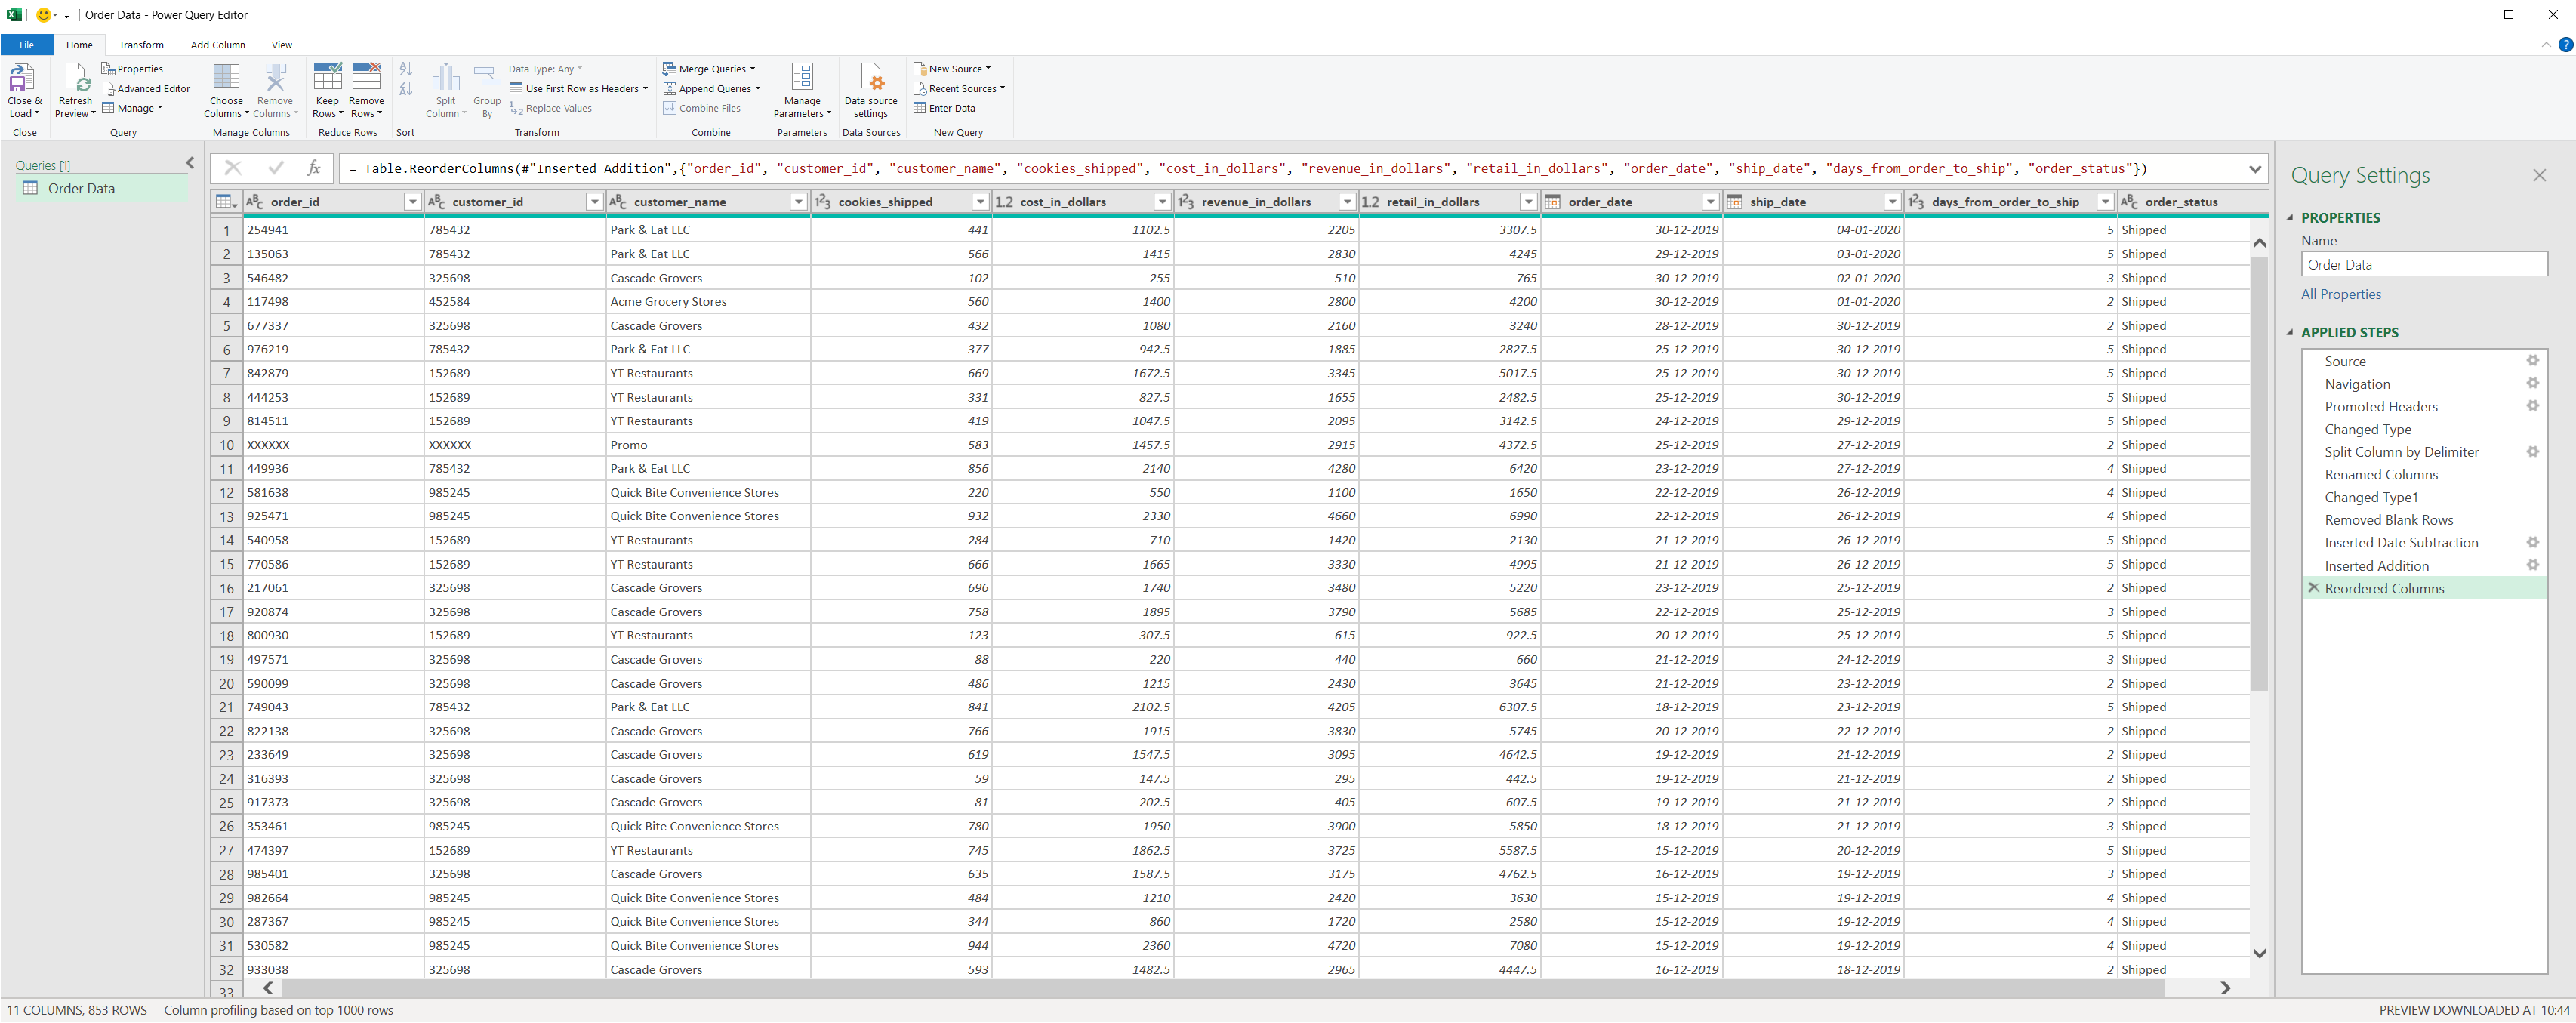 Order Data - Power Query Editor
File Home Transform Add Column View
Close & Load Refresh Preview Properties Advanced Editor Manage Choose Columns Remove Columns Keep Rows Remove Rows Split Column Group By Data Type: Any Use First Row as Headers Replace Values Merge Queries Append Queries Combine Files Manage Parameters Data source settings New Source Recent Sources Enter Data
Close Query Manage Columns Reduce Rows Sort Transform Combine Parameters Data Sources New Query
Queries [1]
Order Data
= Table.ReorderColumns(#"Inserted Addition",{"order_id", "customer_id", "customer_name", "cookies_shipped", "cost_in_dollars", "revenue_in_dollars", "retail_in_dollars", "order_date", "ship_date", "days_from_order_to_ship", "order_status"})
order_id customer_id customer_name cookies_shipped cost_in_dollars revenue_in_dollars retail_in_dollars order_date ship_date days_from_order_to_ship order_status
1 254941 785432 Park & Eat LLC 441 1102.5 2205 3307.5 30-12-2019 04-01-2020 5 Shipped
2 135063 785432 Park & Eat LLC 566 1415 2830 4245 29-12-2019 03-01-2020 5 Shipped
3 546482 325698 Cascade Grovers 102 255 510 765 30-12-2019 02-01-2020 3 Shipped
4 117498 452584 Acme Grocery Stores 560 1400 2800 4200 30-12-2019 01-01-2020 2 Shipped
5 677337 325698 Cascade Grovers 432 1080 2160 3240 28-12-2019 30-12-2019 2 Shipped
6 976219 785432 Park & Eat LLC 377 942.5 1885 2827.5 25-12-2019 30-12-2019 5 Shipped
7 842879 152689 YT Restaurants 669 1672.5 3345 5017.5 25-12-2019 30-12-2019 5 Shipped
8 444253 152689 YT Restaurants 331 827.5 1655 2482.5 25-12-2019 30-12-2019 5 Shipped
9 814511 152689 YT Restaurants 419 1047.5 2095 3142.5 24-12-2019 29-12-2019 5 Shipped
10 XXXXXX XXXXXX Promo 583 1457.5 2915 4372.5 25-12-2019 27-12-2019 2 Shipped
11 449936 785432 Park & Eat LLC 856 2140 4280 6420 23-12-2019 27-12-2019 4 Shipped
12 581638 985245 Quick Bite Convenience Stores 220 550 1100 1650 22-12-2019 26-12-2019 4 Shipped
13 925471 985245 Quick Bite Convenience Stores 932 2330 4660 6990 22-12-2019 26-12-2019 4 Shipped
14 540958 152689 YT Restaurants 284 710 1420 2130 21-12-2019 26-12-2019 5 Shipped
15 770586 152689 YT Restaurants 666 1665 3330 4995 21-12-2019 26-12-2019 5 Shipped
16 217061 325698 Cascade Grovers 696 1740 3480 5220 23-12-2019 25-12-2019 2 Shipped
17 920874 325698 Cascade Grovers 758 1895 3790 5685 22-12-2019 25-12-2019 3 Shipped
18 800930 152689 YT Restaurants 123 307.5 615 922.5 20-12-2019 25-12-2019 5 Shipped
19 497571 325698 Cascade Grovers 88 220 440 660 21-12-2019 24-12-2019 3 Shipped
20 590099 325698 Cascade Grovers 486 1215 2430 3645 21-12-2019 23-12-2019 2 Shipped
21 749043 785432 Park & Eat LLC 841 2102.5 4205 6307.5 18-12-2019 23-12-2019 5 Shipped
22 822138 325698 Cascade Grovers 766 1915 3830 5745 20-12-2019 22-12-2019 2 Shipped
23 233649 325698 Cascade Grovers 619 1547.5 3095 4642.5 19-12-2019 21-12-2019 2 Shipped
24 316393 325698 Cascade Grovers 59 147.5 295 442.5 19-12-2019 21-12-2019 2 Shipped
25 917373 325698 Cascade Grovers 81 202.5 405 607.5 19-12-2019 21-12-2019 2 Shipped
26 353461 985245 Quick Bite Convenience Stores 780 1950 3900 5850 18-12-2019 21-12-2019 3 Shipped
27 474397 152689 YT Restaurants 745 1862.5 3725 5587.5 15-12-2019 20-12-2019 5 Shipped
28 985401 325698 Cascade Grovers 635 1587.5 3175 4762.5 16-12-2019 19-12-2019 3 Shipped
29 982664 985245 Quick Bite Convenience Stores 484 1210 2420 3630 15-12-2019 19-12-2019 4 Shipped
30 287367 985245 Quick Bite Convenience Stores 344 860 1720 2580 15-12-2019 19-12-2019 4 Shipped
31 530582 985245 Quick Bite Convenience Stores 944 2360 4720 7080 15-12-2019 19-12-2019 4 Shipped
32 933038 325698 Cascade Grovers 593 1482.5 2965 4447.5 16-12-2019 18-12-2019 2 Shipped
33
Query Settings
PROPERTIES
Name
Order Data
All Properties
APPLIED STEPS
Source
Navigation
Promoted Headers
Changed Type
Split Column by Delimiter
Renamed Columns
Changed Type1
Removed Blank Rows
Inserted Date Subtraction
Inserted Addition
Reordered Columns
11 COLUMNS, 853 ROWS Column profiling based on top 1000 rows PREVIEW DOWNLOADED AT 10:44